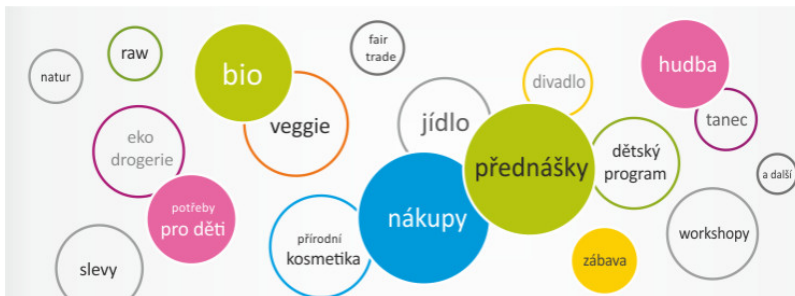 natur
raw
bio
fair
trade
veggie
jídlo
divadlo
hudba
tanec
eko
drogerie
přednášky
dětský
program
a další
potřeby
pro děti
nákupy
přírodní
kosmetika
workshopy
slevy
zábava